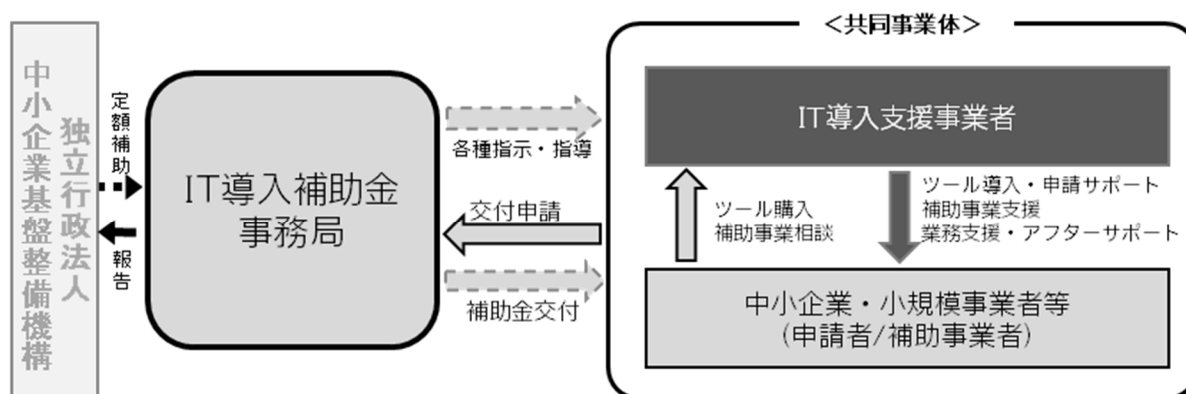 <共同事業体>
独立行政法人
中小企業基盤整備機構
定額補助
報告
IT導入補助金
事務局
各種指示・指導
交付申請
補助金交付
IT導入支援事業者
ツール購入
補助事業相談
ツール導入・申請サポート
補助事業支援
業務支援・アフターサポート
中小企業・小規模事業者等
(申請者/補助事業者)